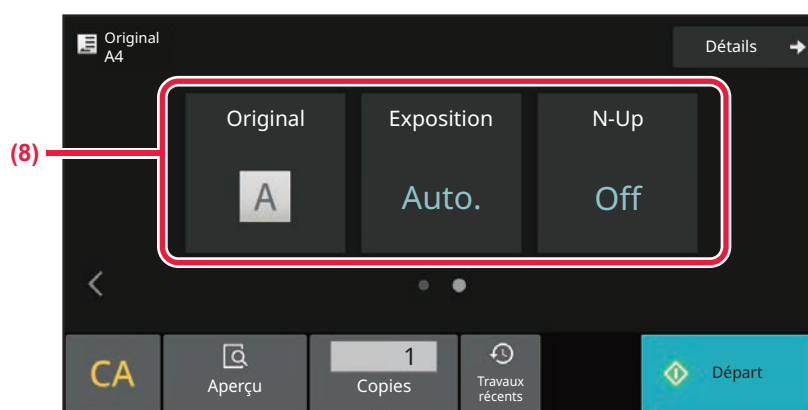 Original
A4
Détails
Original
Exposition
N-Up
(8)
A
Auto.
Off
CA
Aperçu
1
Copies
Travaux
récents
Départ